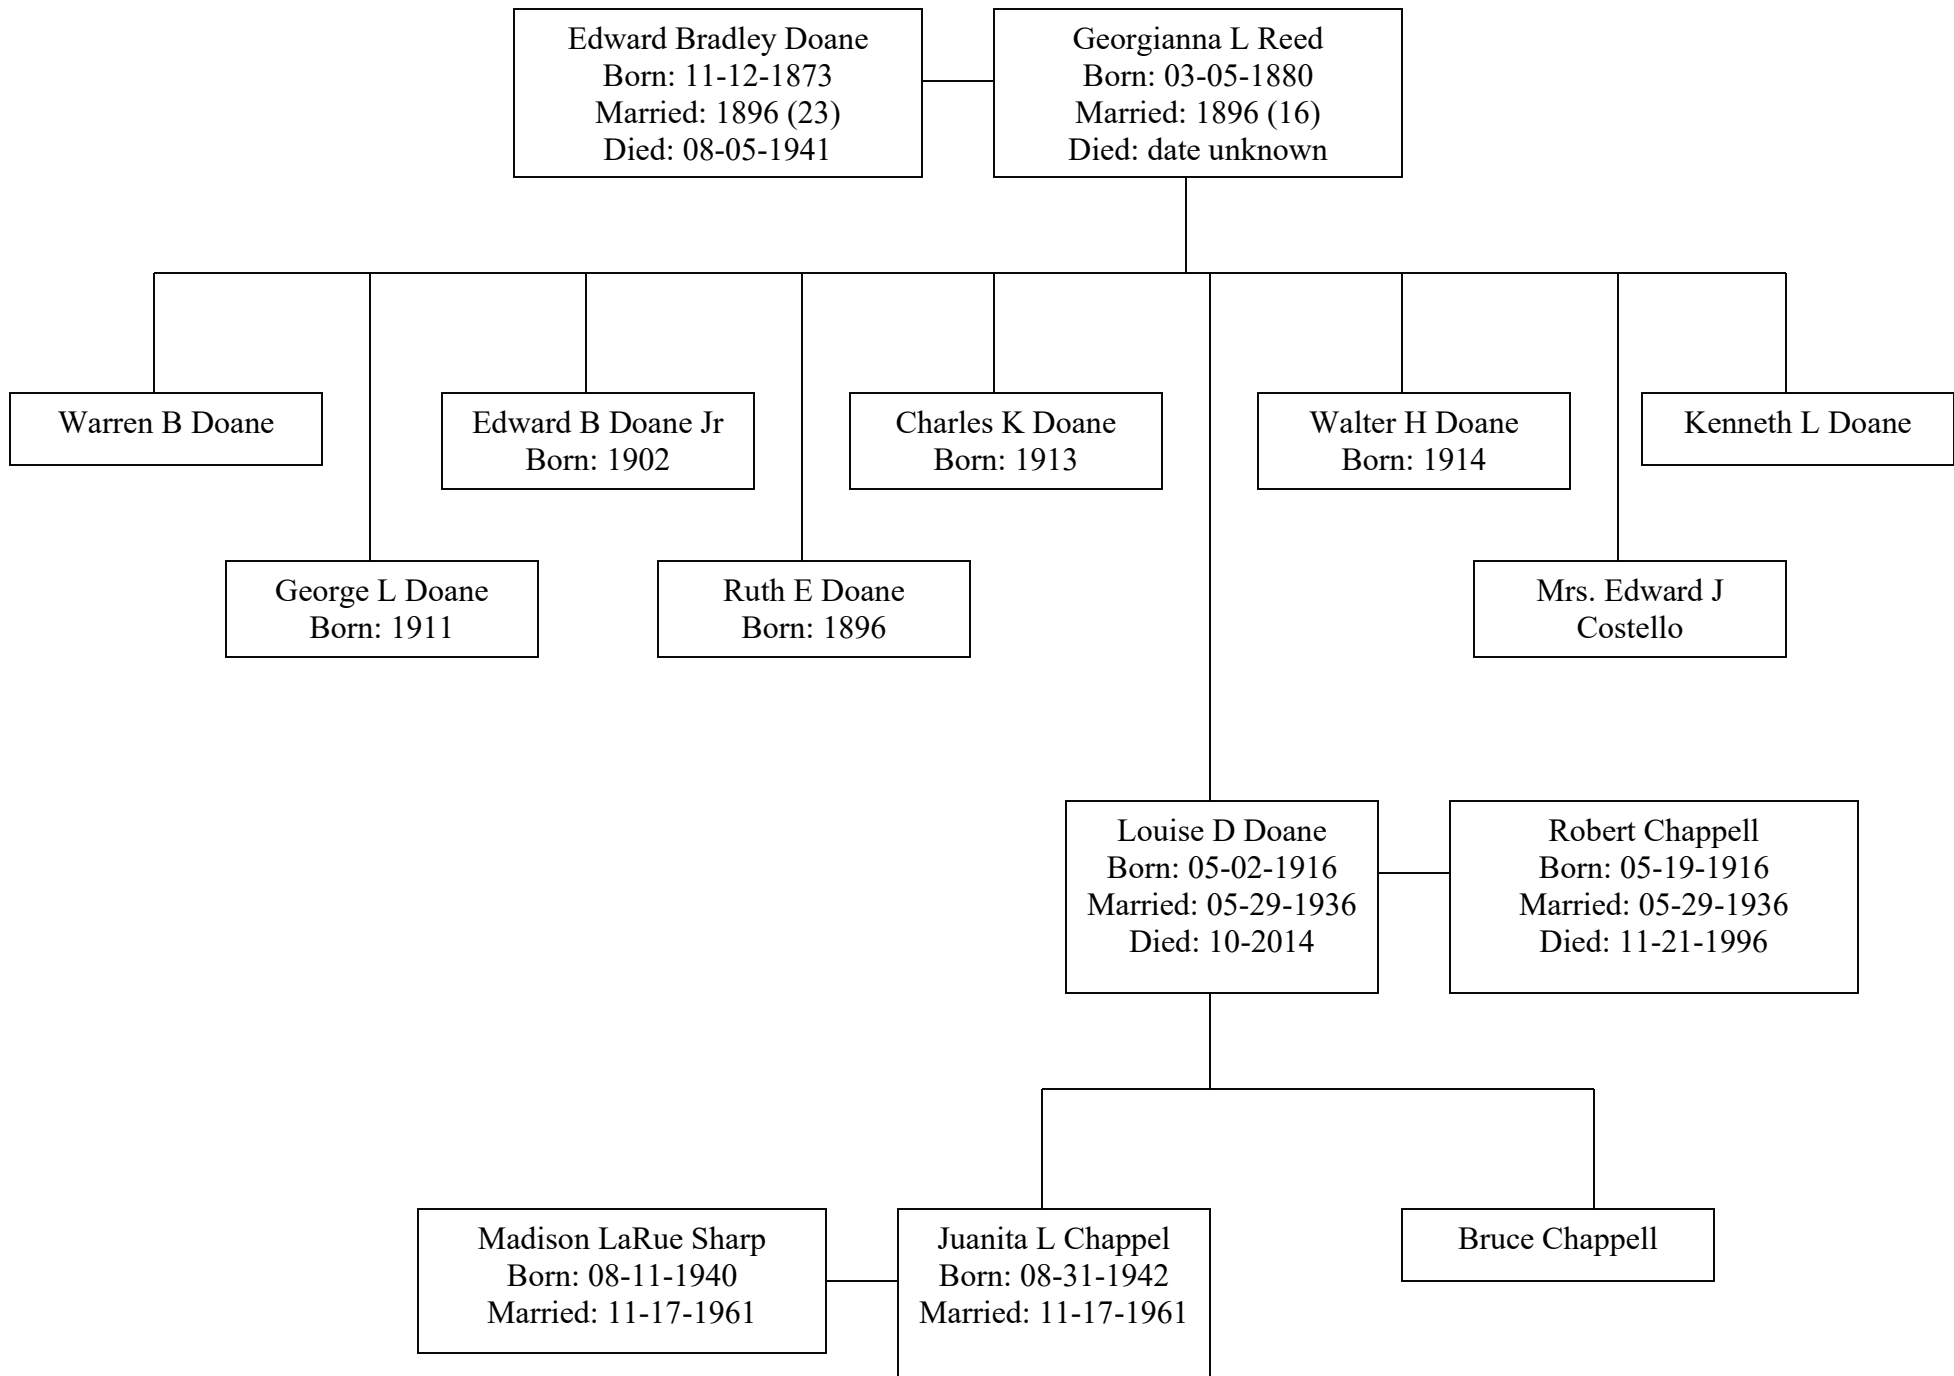 Edward Bradley Doane
Born: 11-12-1873
Married: 1896 (23)
Died: 08-05-1941
Georgianna L Reed
Born: 03-05-1880
Married: 1896 (16)
Died: date unknown
Warren B Doane
Edward B Doane Jr
Born: 1902
Charles K Doane
Born: 1913
Walter H Doane
Born: 1914
Kenneth L Doane
George L Doane
Born: 1911
Ruth E Doane
Born: 1896
Mrs. Edward J
Costello
Louise D Doane
Born: 05-02-1916
Married: 05-29-1936
Died: 10-2014
Robert Chappell
Born: 05-19-1916
Married: 05-29-1936
Died: 11-21-1996
Madison LaRue Sharp
Born: 08-11-1940
Married: 11-17-1961
Juanita L Chappel
Born: 08-31-1942
Married: 11-17-1961
Bruce Chappell